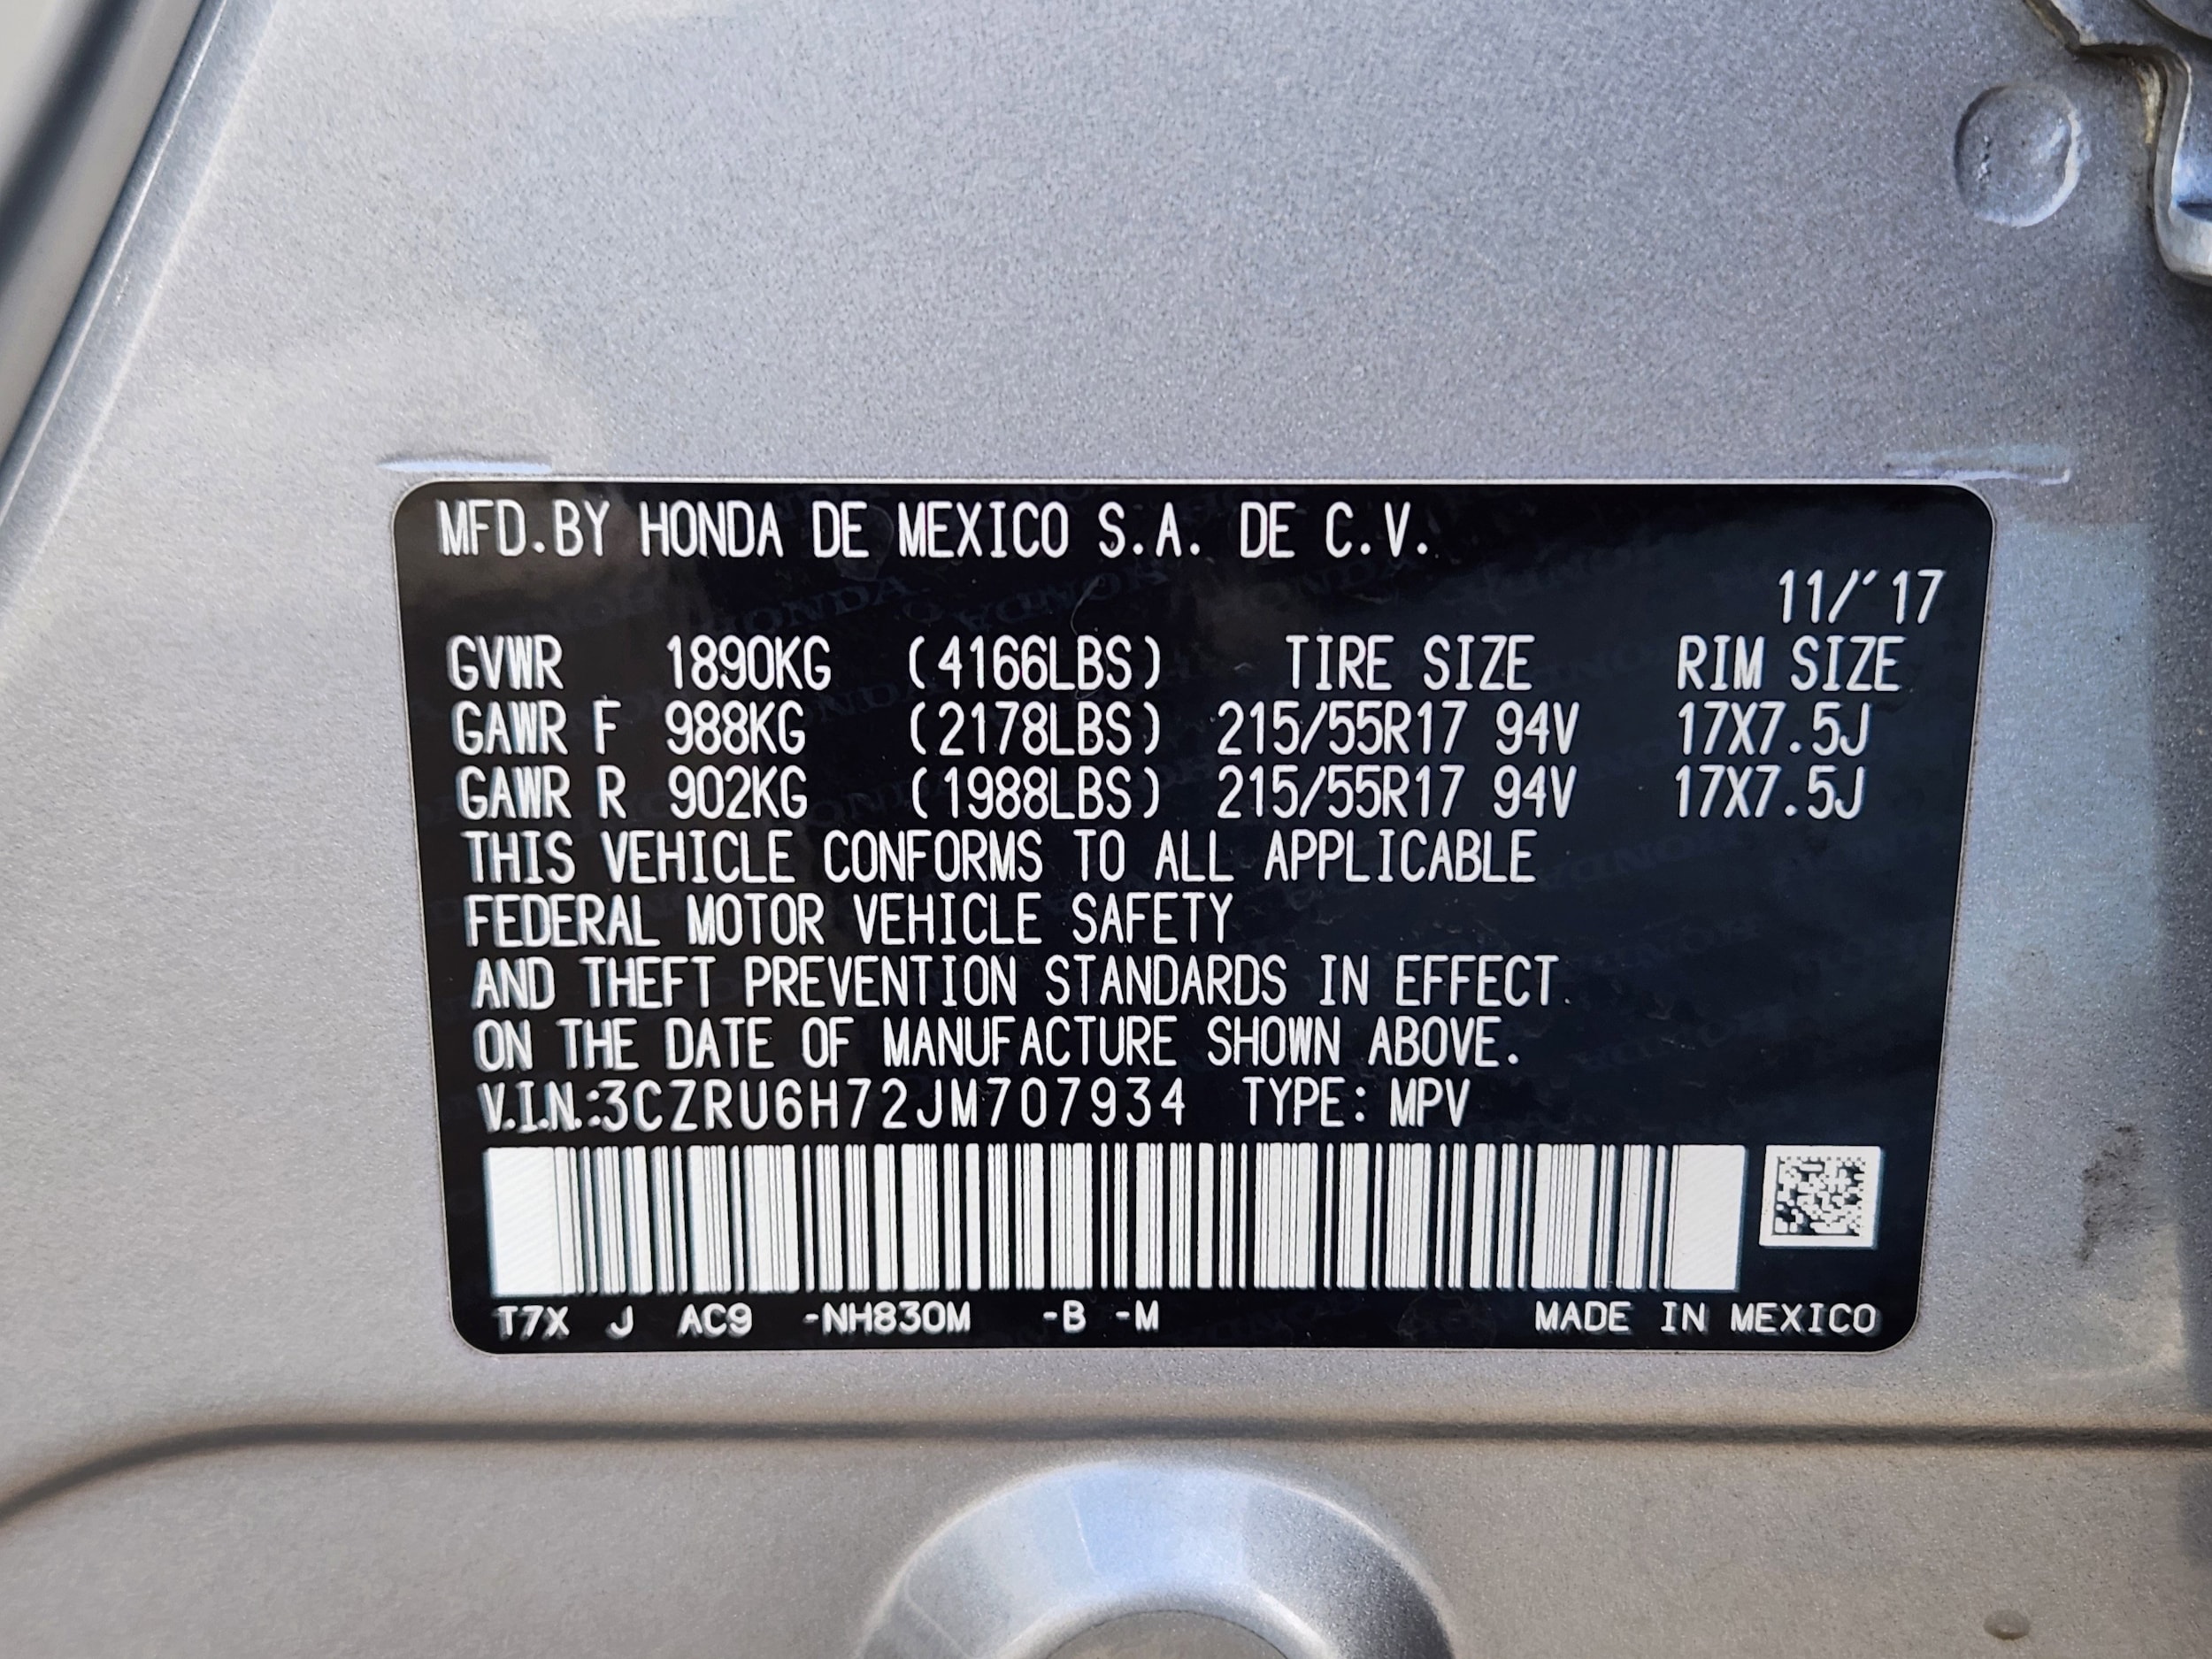 MFD.BY HONDA DE MEXICO S.A. DE C.V.
11/'17
GVWR 1890KG (4166LBS) TIRE SIZE RIM SIZE
GAWR F 988KG (2178LBS) 215/55R17 94V 17X7.5J
GAWR R 902KG (1988LBS) 215/55R17 94V 17X7.5J
THIS VEHICLE CONFORMS TO ALL APPLICABLE
FEDERAL MOTOR VEHICLE SAFETY
AND THEFT PREVENTION STANDARDS IN EFFECT
ON THE DATE OF MANUFACTURE SHOWN ABOVE.
V.I.N.:3CZRU6H72JM707934 TYPE: MPV
T7X J AC9 -NH830M -B -M MADE IN MEXICO